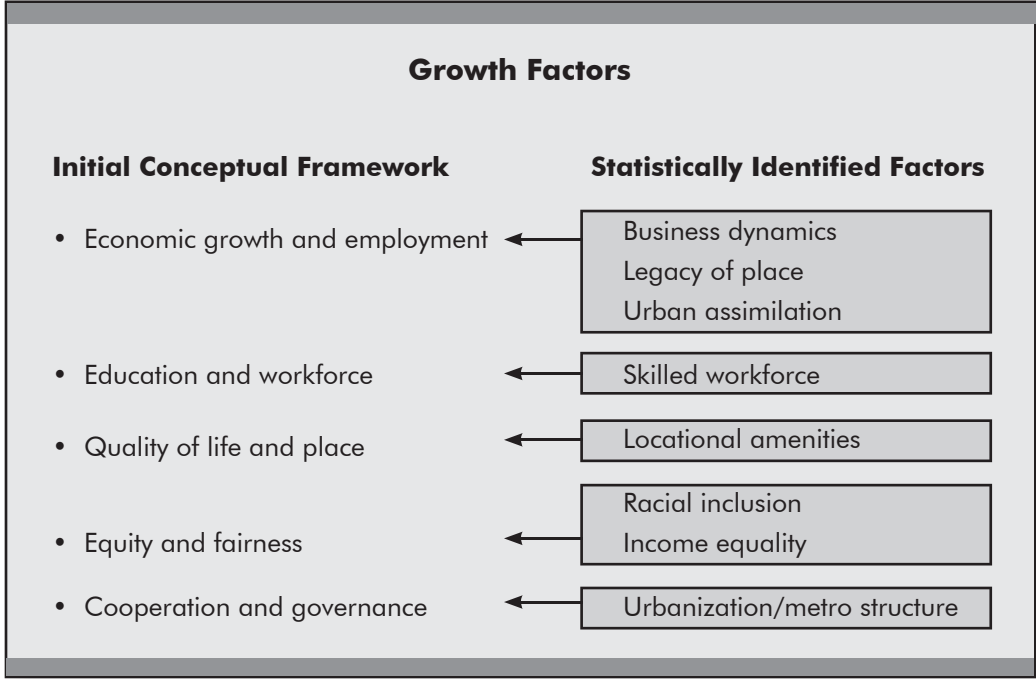 Growth Factors
Initial Conceptual Framework
Statistically Identified Factors
• Economic growth and employment
Business dynamics
Legacy of place
Urban assimilation
• Education and workforce
Skilled workforce
• Quality of life and place
Locational amenities
• Equity and fairness
Racial inclusion
Income equality
• Cooperation and governance
Urbanization/metro structure